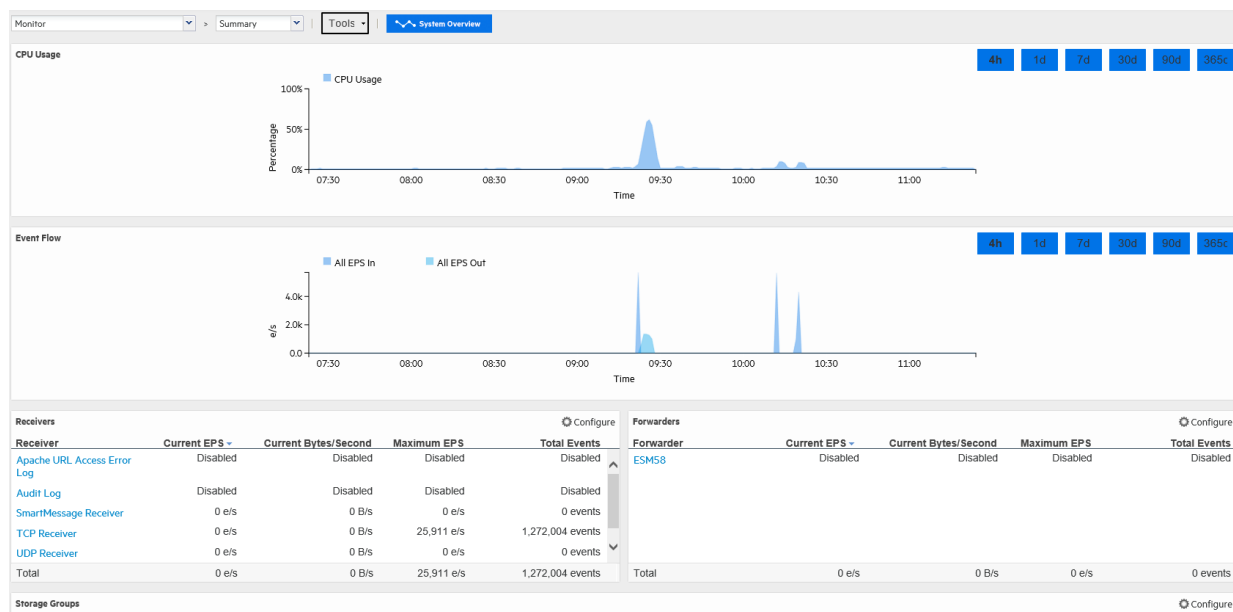 Monitor > Summary | Tools | System Overview
CPU Usage
4h 1d 7d 30d 90d 365c
CPU Usage
100%
50%
0%
Percentage
07:30 08:00 08:30 09:00 09:30 10:00 10:30 11:00
Time
Event Flow
4h 1d 7d 30d 90d 365c
All EPS In All EPS Out
4.0k
2.0k
0.0
e/s
07:30 08:00 08:30 09:00 09:30 10:00 10:30 11:00
Time
Receivers Configure
Receiver Current EPS Current Bytes/Second Maximum EPS Total Events
Apache URL Access Error Disabled Disabled Disabled Disabled
Log
Audit Log Disabled Disabled Disabled Disabled
SmartMessage Receiver 0 e/s 0 B/s 0 e/s 0 events
TCP Receiver 0 e/s 0 B/s 25,911 e/s 1,272,004 events
UDP Receiver 0 e/s 0 B/s 0 e/s 0 events
Total 0 e/s 0 B/s 25,911 e/s 1,272,004 events
Forwarders Configure
Forwarder Current EPS Current Bytes/Second Maximum EPS Total Events
ESM58 Disabled Disabled Disabled Disabled
Total 0 e/s 0 B/s 0 e/s 0 events
Storage Groups Configure